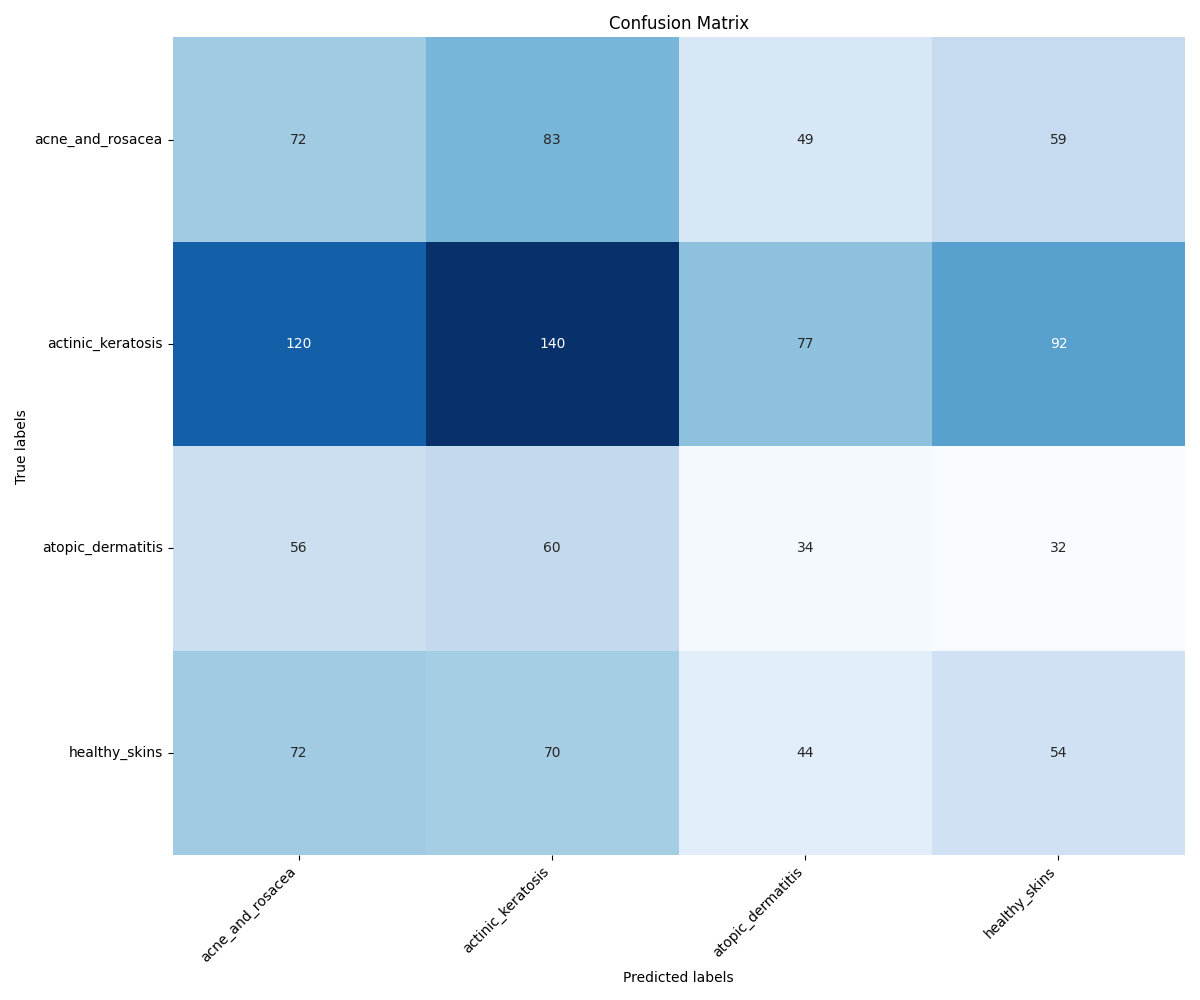 Confusion Matrix
acne_and_rosacea
72 83 49 59
actinic_keratosis
120 140 77 92
atopic_dermatitis
56 60 34 32
healthy_skins
72 70 44 54
True labels
acne_and_rosacea
actinic_keratosis
atopic_dermatitis
healthy_skins
Predicted labels